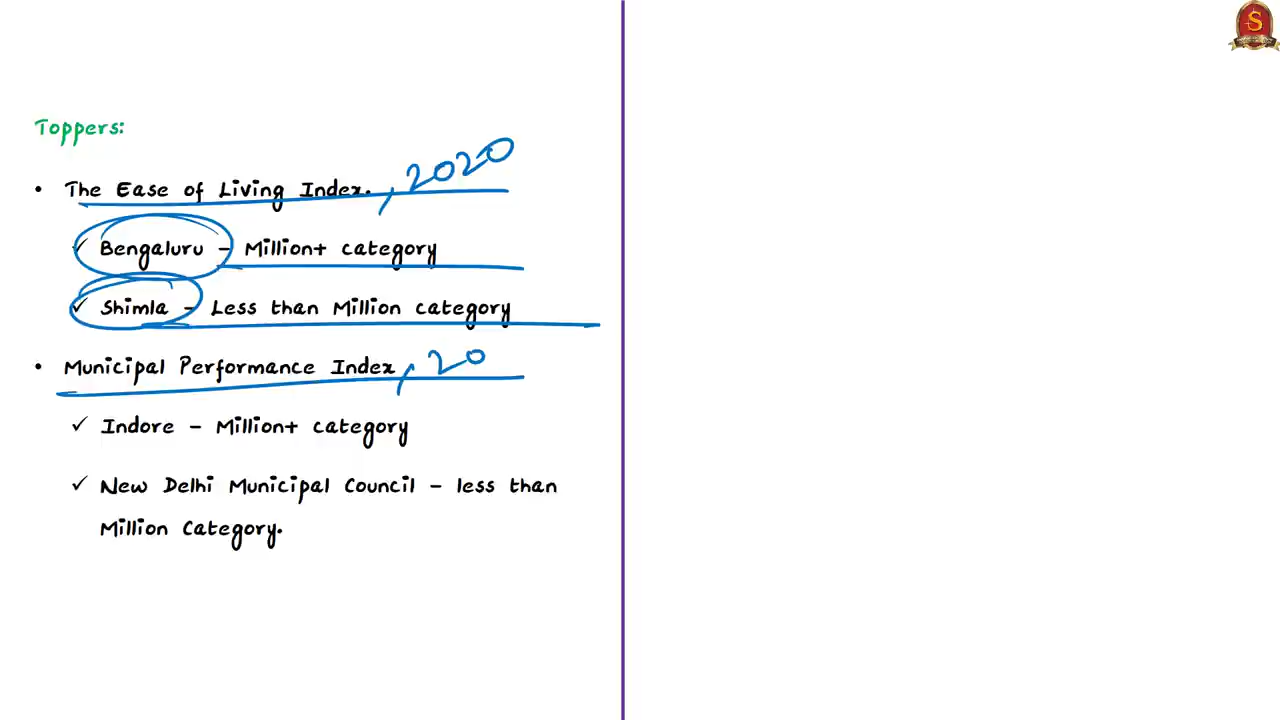 Toppers:
• The Ease of Living Index. , 2020
✓ Bengaluru - Million+ category
✓ Shimla - Less than Million category
• Municipal Performance Index , 20
✓ Indore - Million+ category
✓ New Delhi Municipal Council - less than
Million Category.
S